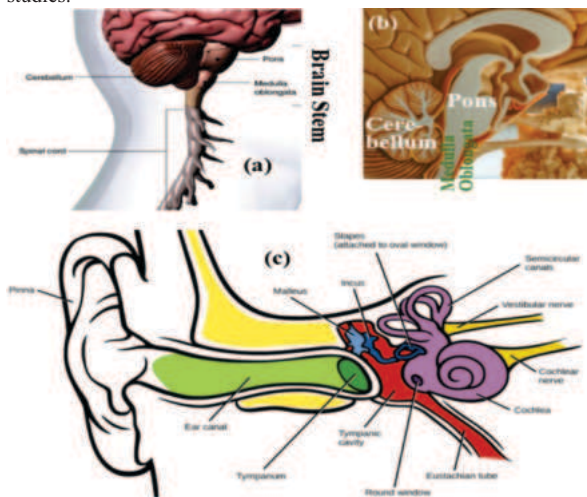 studies.
(b)
Pons
Cerebellum
Medulla
oblongata
Brain Stem
Pons
Cere-
bellum
Spinal cord
(a)
Medulla
Oblongata
Stapes
(attached to oval window)
(c)
Semicircular
canals
Incus
Malleus
Pinna
Vestibular nerve
Cochlear
nerve
Cochlea
Ear canal
Tympanic
cavity
Tympanum
Eustachian tube
Round window